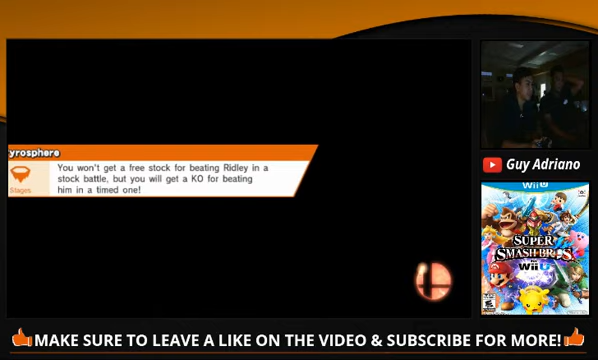 yrosphere
You won't get a free stock for beating Ridley in a
stock battle, but you will get a KO for beating
him in a timed one!
Stages
Guy Adriano
Wii U
SUPER
SMASH BROS.
for
Wii U
MAKE SURE TO LEAVE A LIKE ON THE VIDEO & SUBSCRIBE FOR MORE!